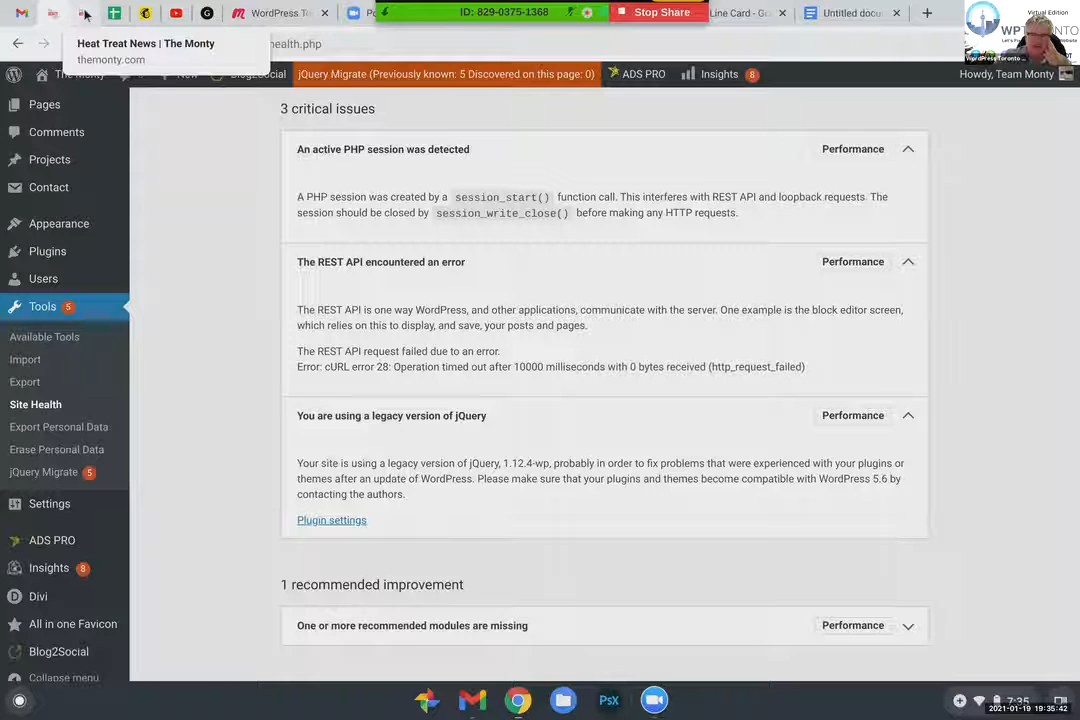 WordPress T
ID: 829-0375-1368
Stop Share
Line Card - G
Untitled docu
Virtual Edition
WPTORONTO
Heat Treat News | The Monty
themonty.com
health.php
The Monty
New
Blog2Social
jQuery Migrate (Previously known: 5 Discovered on this page: 0)
ADS PRO
Insights 8
Howdy, Team Monty
Pages
Comments
Projects
Contact
Appearance
Plugins
Users
Tools 5
Available Tools
Import
Export
Site Health
Export Personal Data
Erase Personal Data
jQuery Migrate 5
Settings
ADS PRO
Insights 8
Divi
All in one Favicon
Blog2Social
Collapse menu
3 critical issues
An active PHP session was detected
Performance
A PHP session was created by a session_start() function call. This interferes with REST API and loopback requests. The
session should be closed by session_write_close() before making any HTTP requests.
The REST API encountered an error
Performance
The REST API is one way WordPress, and other applications, communicate with the server. One example is the block editor screen,
which relies on this to display, and save, your posts and pages.
The REST API request failed due to an error.
Error: cURL error 28: Operation timed out after 10000 milliseconds with 0 bytes received (http_request_failed)
You are using a legacy version of jQuery
Performance
Your site is using a legacy version of jQuery, 1.12.4-wp, probably in order to fix problems that were experienced with your plugins or
themes after an update of WordPress. Please make sure that your plugins and themes become compatible with WordPress 5.6 by
contacting the authors.
Plugin settings
1 recommended improvement
One or more recommended modules are missing
Performance
PsX
7:35
2021-01-19 19:35:42